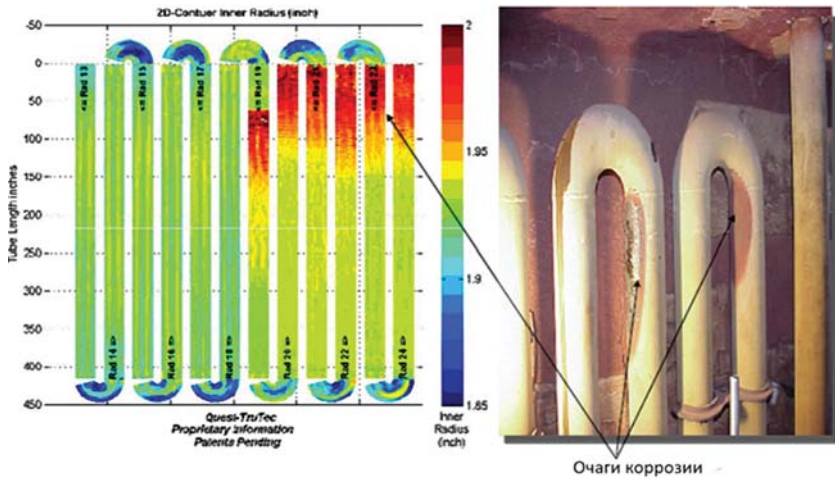 2D-Contuer Inner Radius (inch)
-50
0
50
100
150
200
250
300
350
400
450
Tube Length inches
<= Rad 13
<= Rad 15
<= Rad 17
<= Rad 19
<= Rad 21
<= Rad 23
Rad 14 =>
Rad 16 =>
Rad 18 =>
Rad 20 =>
Rad 22 =>
Rad 24 =>
Quest-TruTec
Proprietary Information
Patents Pending
2
1.95
1.9
1.85
Inner
Radius
(inch)
Очаги коррозии